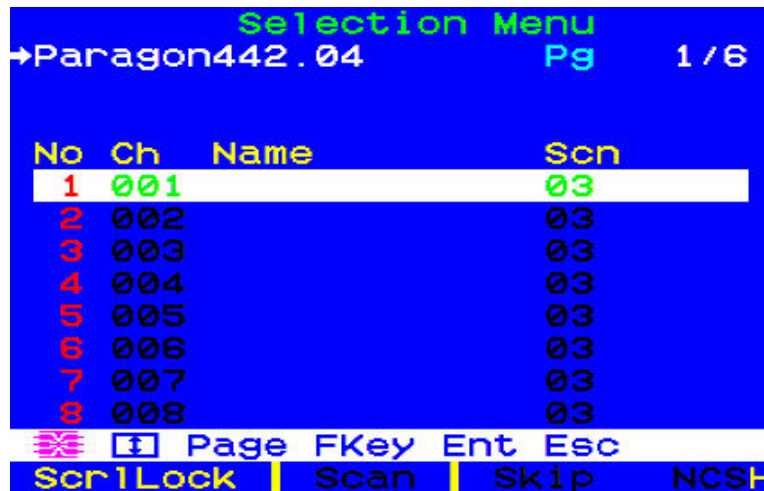 Selection Menu
→Paragon442.04 Pg 1/6
No Ch Name Scn
1 001 03
2 002 03
3 003 03
4 004 03
5 005 03
6 006 03
7 007 03
8 008 03
Page FKey Ent Esc
ScrlLock Scan Skip NCSH